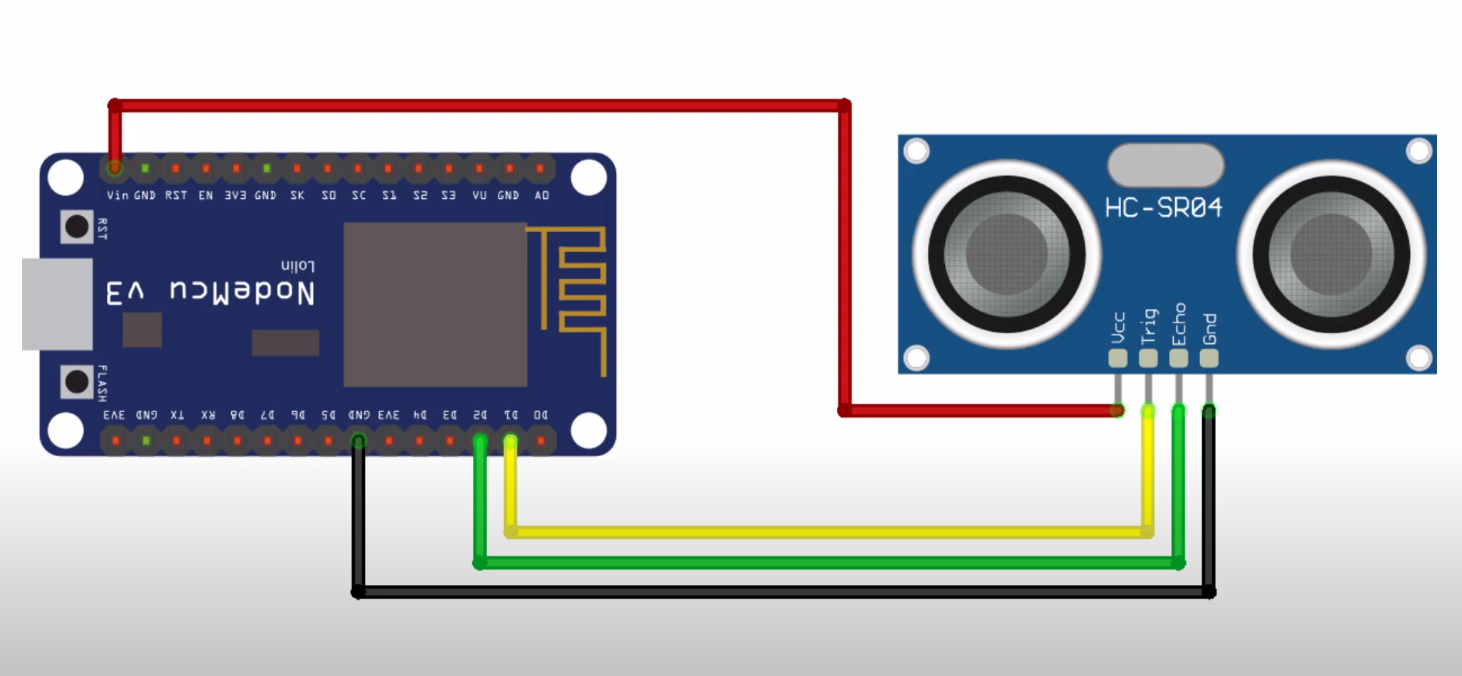 Vin GND RST EN 3V3 GND SK SO SC S1 S2 S3 VU GND AO
RST
Lolin
NodeMcu v3
FLASH
3V3 GND TX RX D8 D7 D6 D5 GND 3V3 D4 D3 D2 D1 D0
HC-SR04
Vcc
Trig
Echo
Gnd